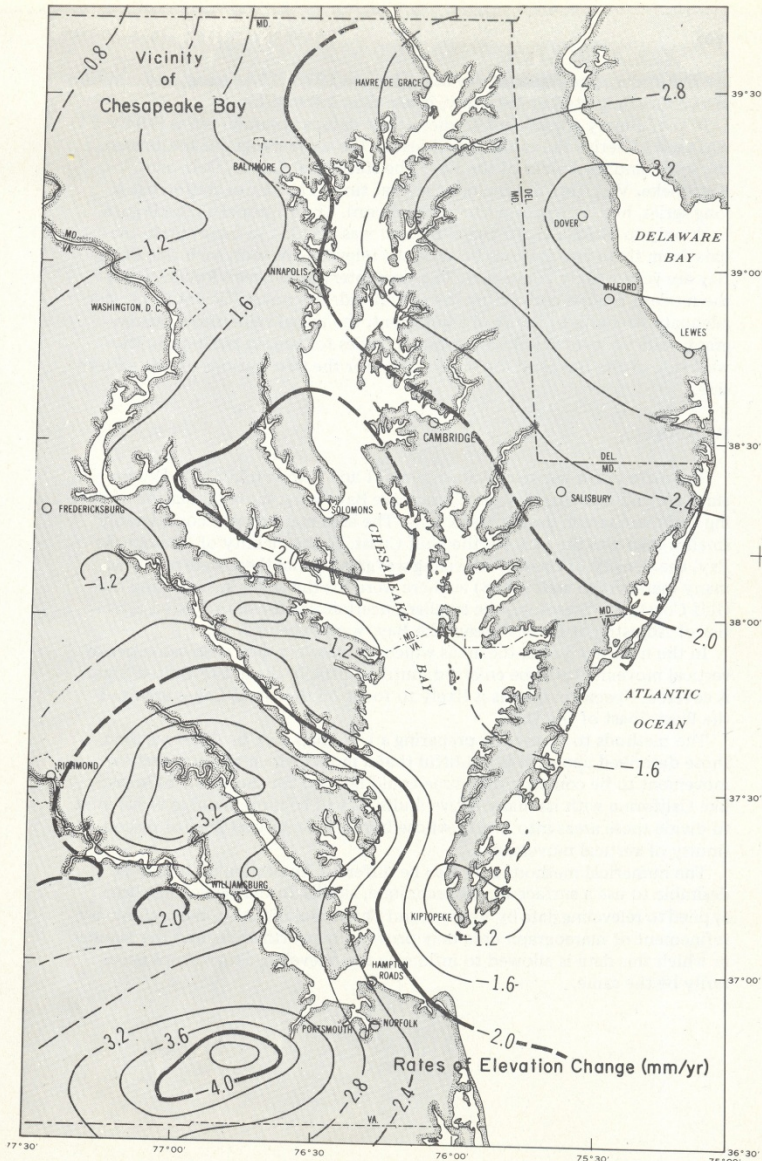 MD.
-0.8
Vicinity
of
Chesapeake Bay
HAVRE DE GRACE
39°30'
-2.8
BALTIMORE
-3.2
DEL.
MD.
DOVER
DELAWARE
BAY
MD.
VA.
-1.2
ANNAPOLIS
39°00'
WASHINGTON, D.C.
-1.6
MILFORD
LEWES
CAMBRIDGE
38°30'
DEL.
MD.
FREDERICKSBURG
SOLOMONS
SALISBURY
-2.4
-2.0
CHESAPEAKE
BAY
-1.2
-1.2
MD.
VA.
MD.
VA.
38°00'
-2.0
ATLANTIC
OCEAN
RICHMOND
-1.6
-3.2
37°30'
WILLIAMSBURG
-2.0
KIPTOPEKE
-1.2
HAMPTON
ROADS
-1.6
37°00'
PORTSMOUTH
NORFOLK
-3.2
-3.6
-2.0
Rates of Elevation Change (mm/yr)
-4.0
-2.8
-2.4
VA.
77°30'
77°00'
76°30'
76°00'
75°30'
75°00'
36°30'